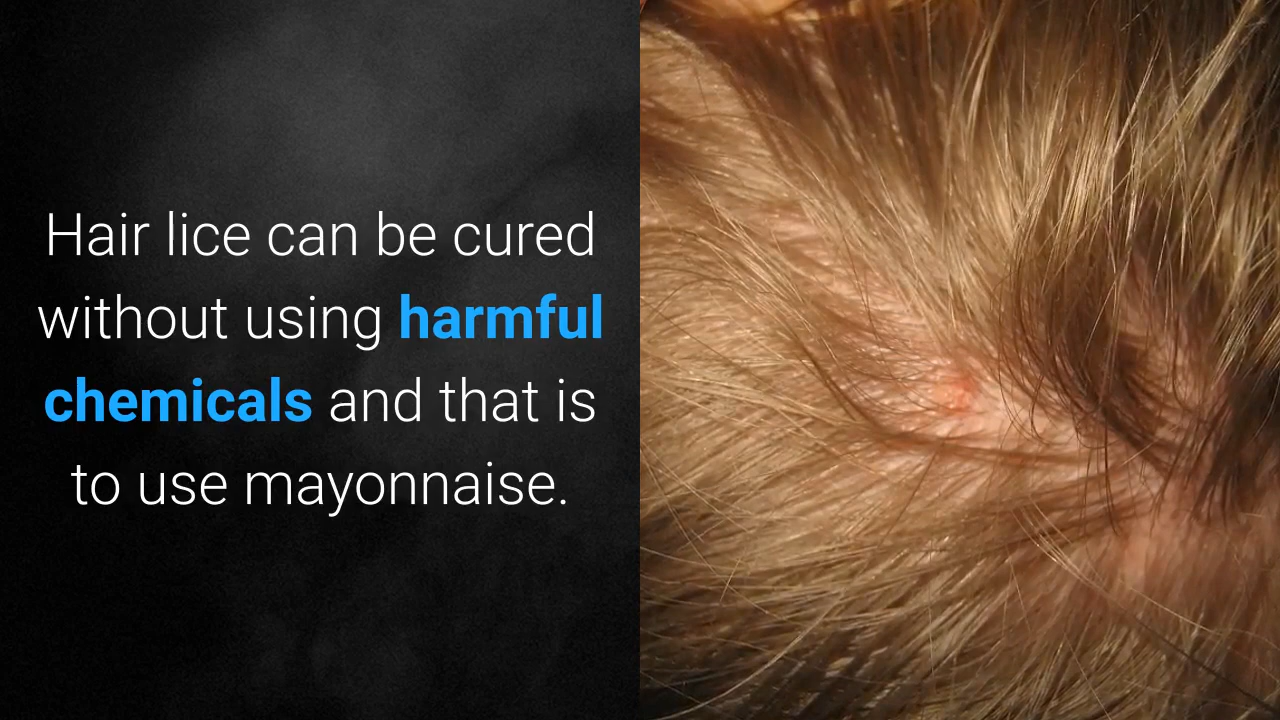 Hair lice can be cured
without using harmful
chemicals and that is
to use mayonnaise.